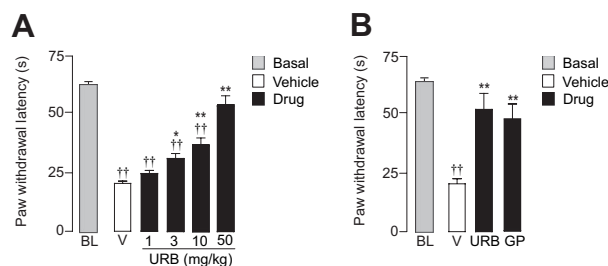 A
Paw withdrawal latency (s)
75
50
25
0
††
††
*
††
**
††
**
BL
V
1
3
10
50
URB (mg/kg)
Basal
Vehicle
Drug
B
Paw withdrawal latency (s)
75
50
25
0
††
**
**
BL
V
URB
GP
Basal
Vehicle
Drug